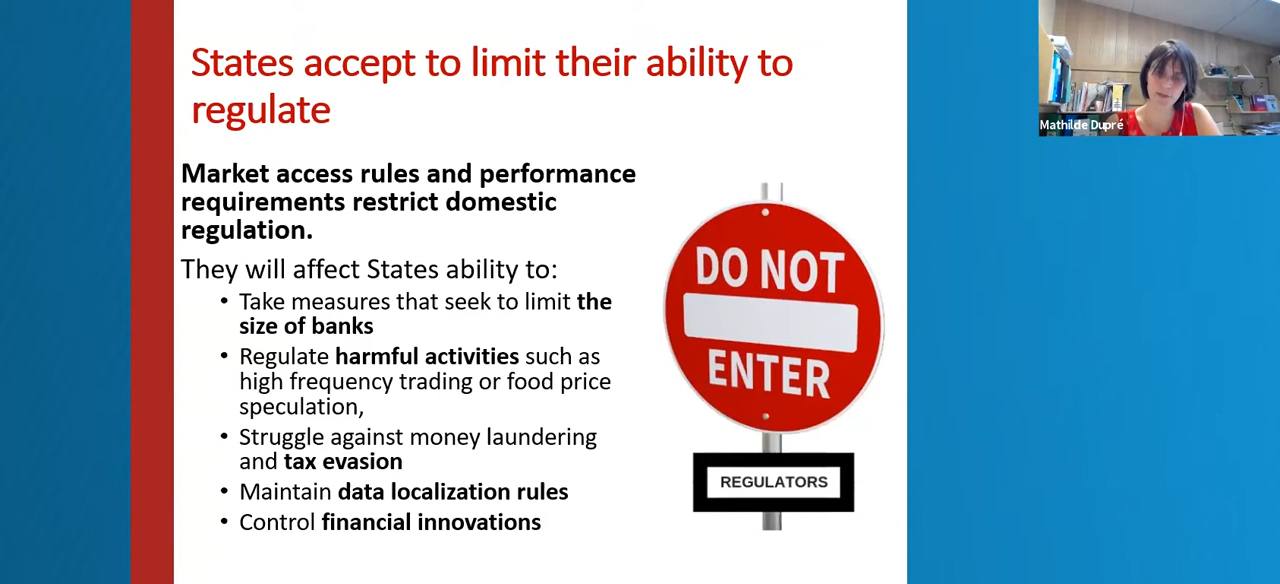 States accept to limit their ability to
regulate
Market access rules and performance
requirements restrict domestic
regulation.
They will affect States ability to:
• Take measures that seek to limit the
size of banks
• Regulate harmful activities such as
high frequency trading or food price
speculation,
• Struggle against money laundering
and tax evasion
• Maintain data localization rules
• Control financial innovations
DO NOT
ENTER
REGULATORS
Mathilde Dupré